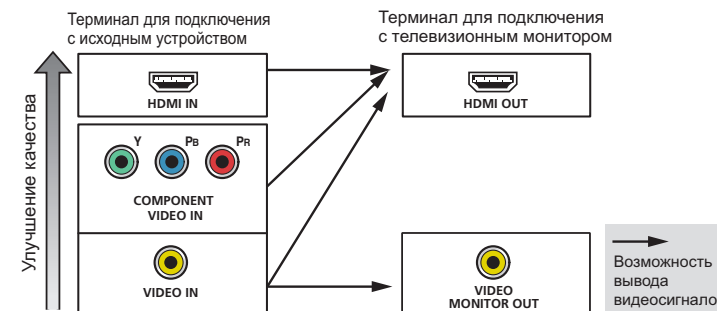 Терминал для подключения
с исходным устройством
Терминал для подключения
с телевизионным монитором
Улучшение качества
HDMI IN
HDMI OUT
Y PB PR
COMPONENT
VIDEO IN
VIDEO IN
VIDEO
MONITOR OUT
Возможность
вывода
видеосигнало